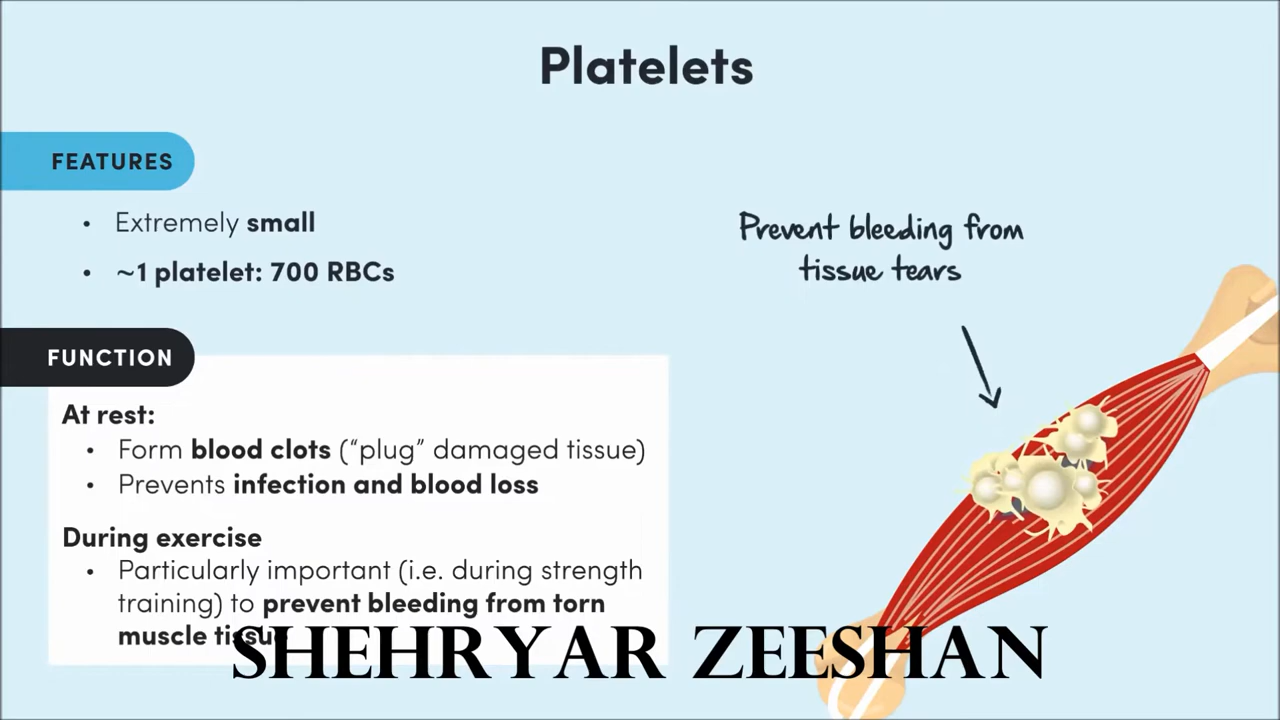 Platelets
FEATURES
• Extremely small
• ~1 platelet: 700 RBCs
Prevent bleeding from
tissue tears
FUNCTION
At rest:
• Form blood clots (“plug” damaged tissue)
• Prevents infection and blood loss
During exercise
• Particularly important (i.e. during strength
training) to prevent bleeding from torn
muscle tissue
SHEHRYAR ZEESHAN